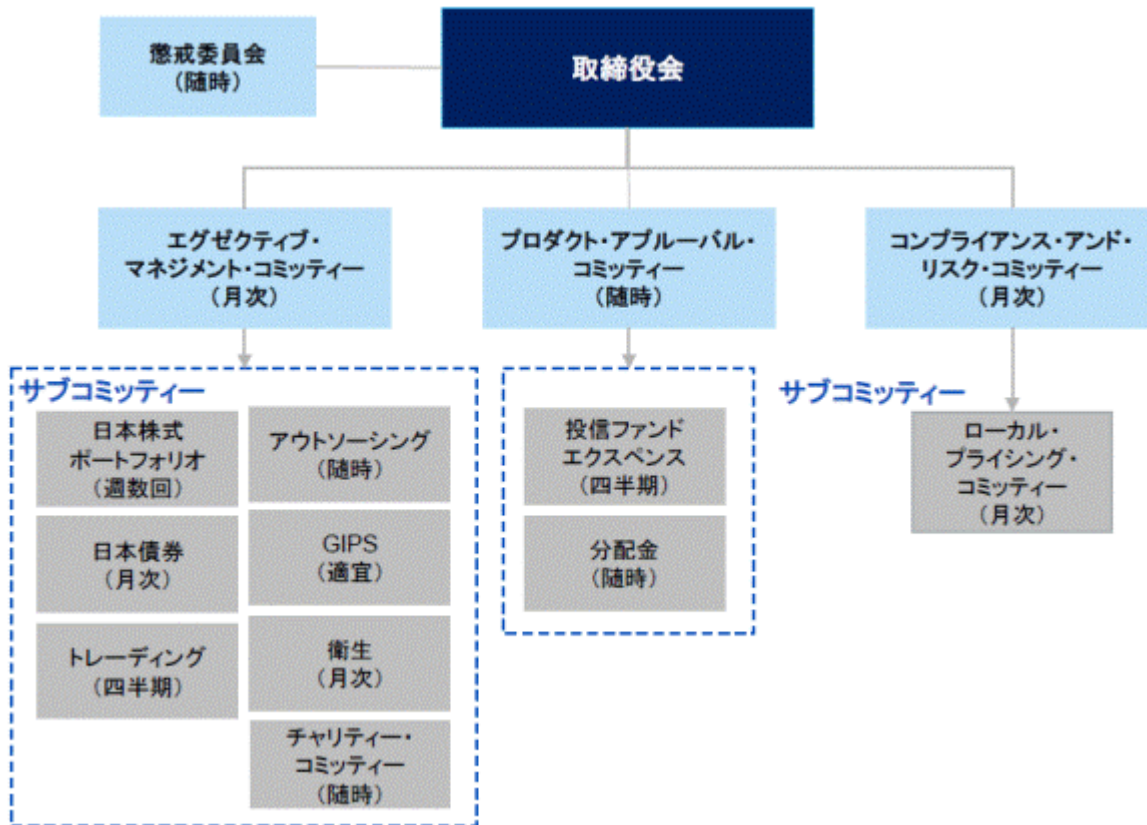 懲戒委員会
（随時）
取締役会
エグゼクティブ・
マネジメント・コミッティー
（月次）
プロダクト・アプルーバル・
コミッティー
（随時）
コンプライアンス・アンド・
リスク・コミッティー
（月次）
サブコミッティー
日本株式
ポートフォリオ
（週数回）
アウトソーシング
（随時）
日本債券
（月次）
GIPS
（適宜）
トレーディング
（四半期）
衛生
（月次）
チャリティー・
コミッティー
（随時）
投信ファンド
エクスペンス
（四半期）
分配金
（随時）
サブコミッティー
ローカル・
プライシング・
コミッティー
（月次）